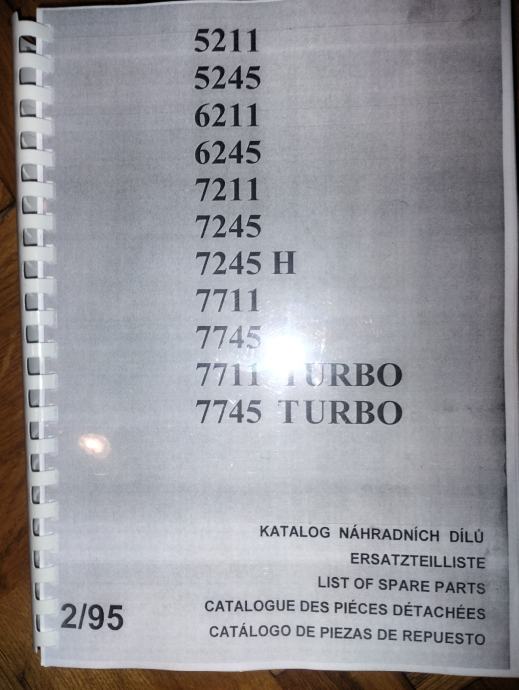 5211
5245
6211
6245
7211
7245
7245 H
7711
7745
7711 TURBO
7745 TURBO
KATALOG NÁHRADNÍCH DÍLŮ
ERSATZTEILLISTE
LIST OF SPARE PARTS
CATALOGUE DES PIÉCES DÉTACHÉES
CATÁLOGO DE PIEZAS DE REPUESTO
2/95